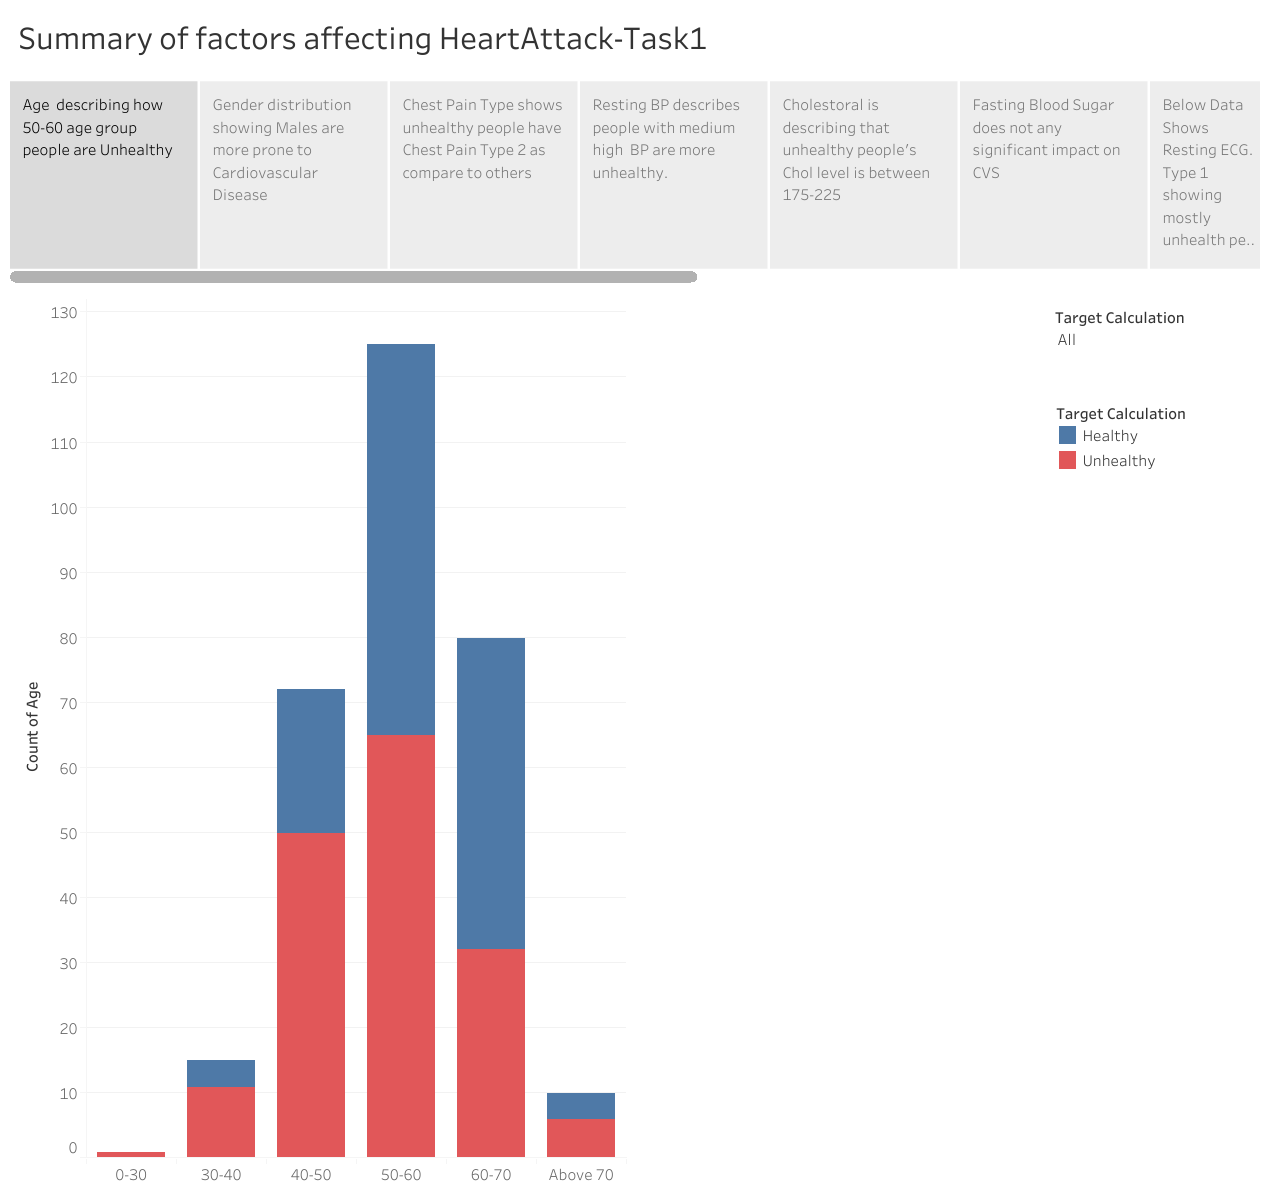 Summary of factors affecting HeartAttack-Task1
Age  describing how
50-60 age group
people are Unhealthy
Gender distribution
showing Males are
more prone to
Cardiovascular
Disease
Chest Pain Type shows
unhealthy people have
Chest Pain Type 2 as
compare to others
Resting BP describes
people with medium
high  BP are more
unhealthy.
Cholestoral is
describing that
unhealthy people's
Chol level is between
175-225
Fasting Blood Sugar
does not any
significant impact on
CVS
Below Data
Shows
Resting ECG.
Type 1
showing
mostly
unhealth pe..
130
120
110
100
90
80
70
60
50
40
30
20
10
0
Count of Age
0-30
30-40
40-50
50-60
60-70
Above 70
Target Calculation
All
Target Calculation
Healthy
Unhealthy